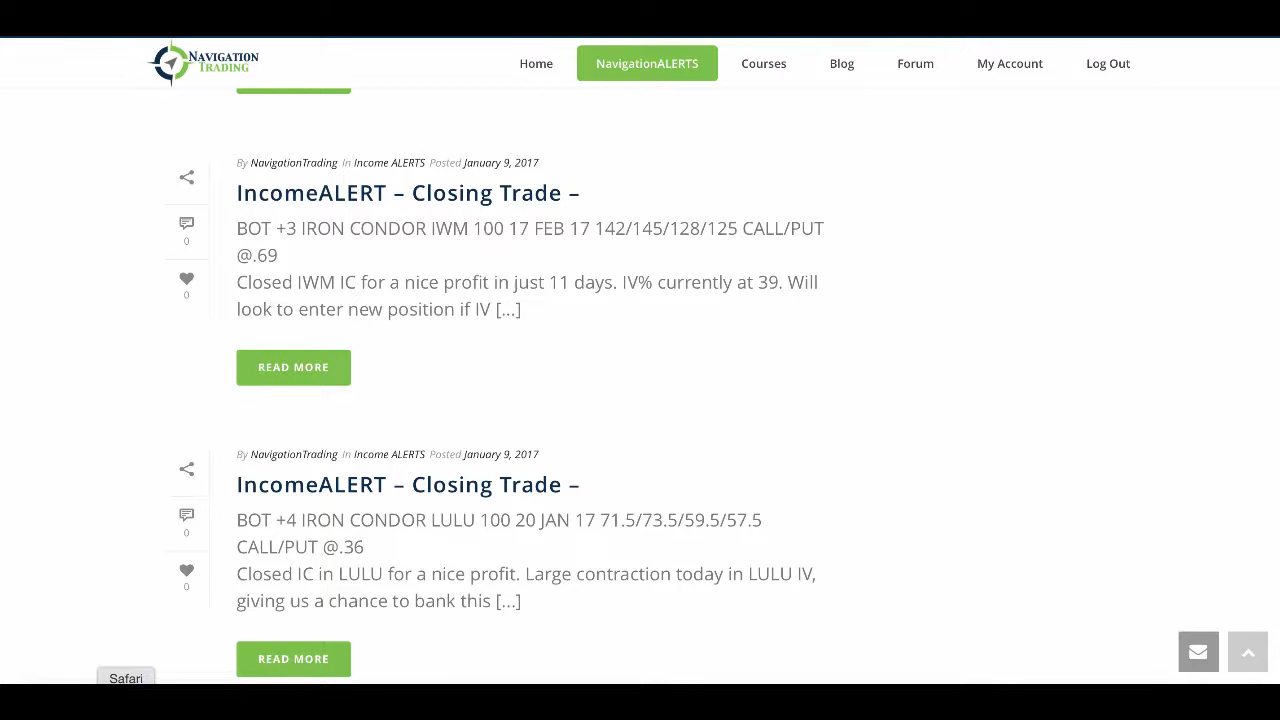 NAVIGATION
TRADING
Home NavigationALERTS Courses Blog Forum My Account Log Out
By NavigationTrading In Income ALERTS Posted January 9, 2017
IncomeALERT – Closing Trade –
0
BOT +3 IRON CONDOR IWM 100 17 FEB 17 142/145/128/125 CALL/PUT
@.69
Closed IWM IC for a nice profit in just 11 days. IV% currently at 39. Will
0
look to enter new position if IV [...]
READ MORE
By NavigationTrading In Income ALERTS Posted January 9, 2017
IncomeALERT – Closing Trade –
BOT +4 IRON CONDOR LULU 100 20 JAN 17 71.5/73.5/59.5/57.5
0
CALL/PUT @.36
Closed IC in LULU for a nice profit. Large contraction today in LULU IV,
0
giving us a chance to bank this [...]
READ MORE
Safari